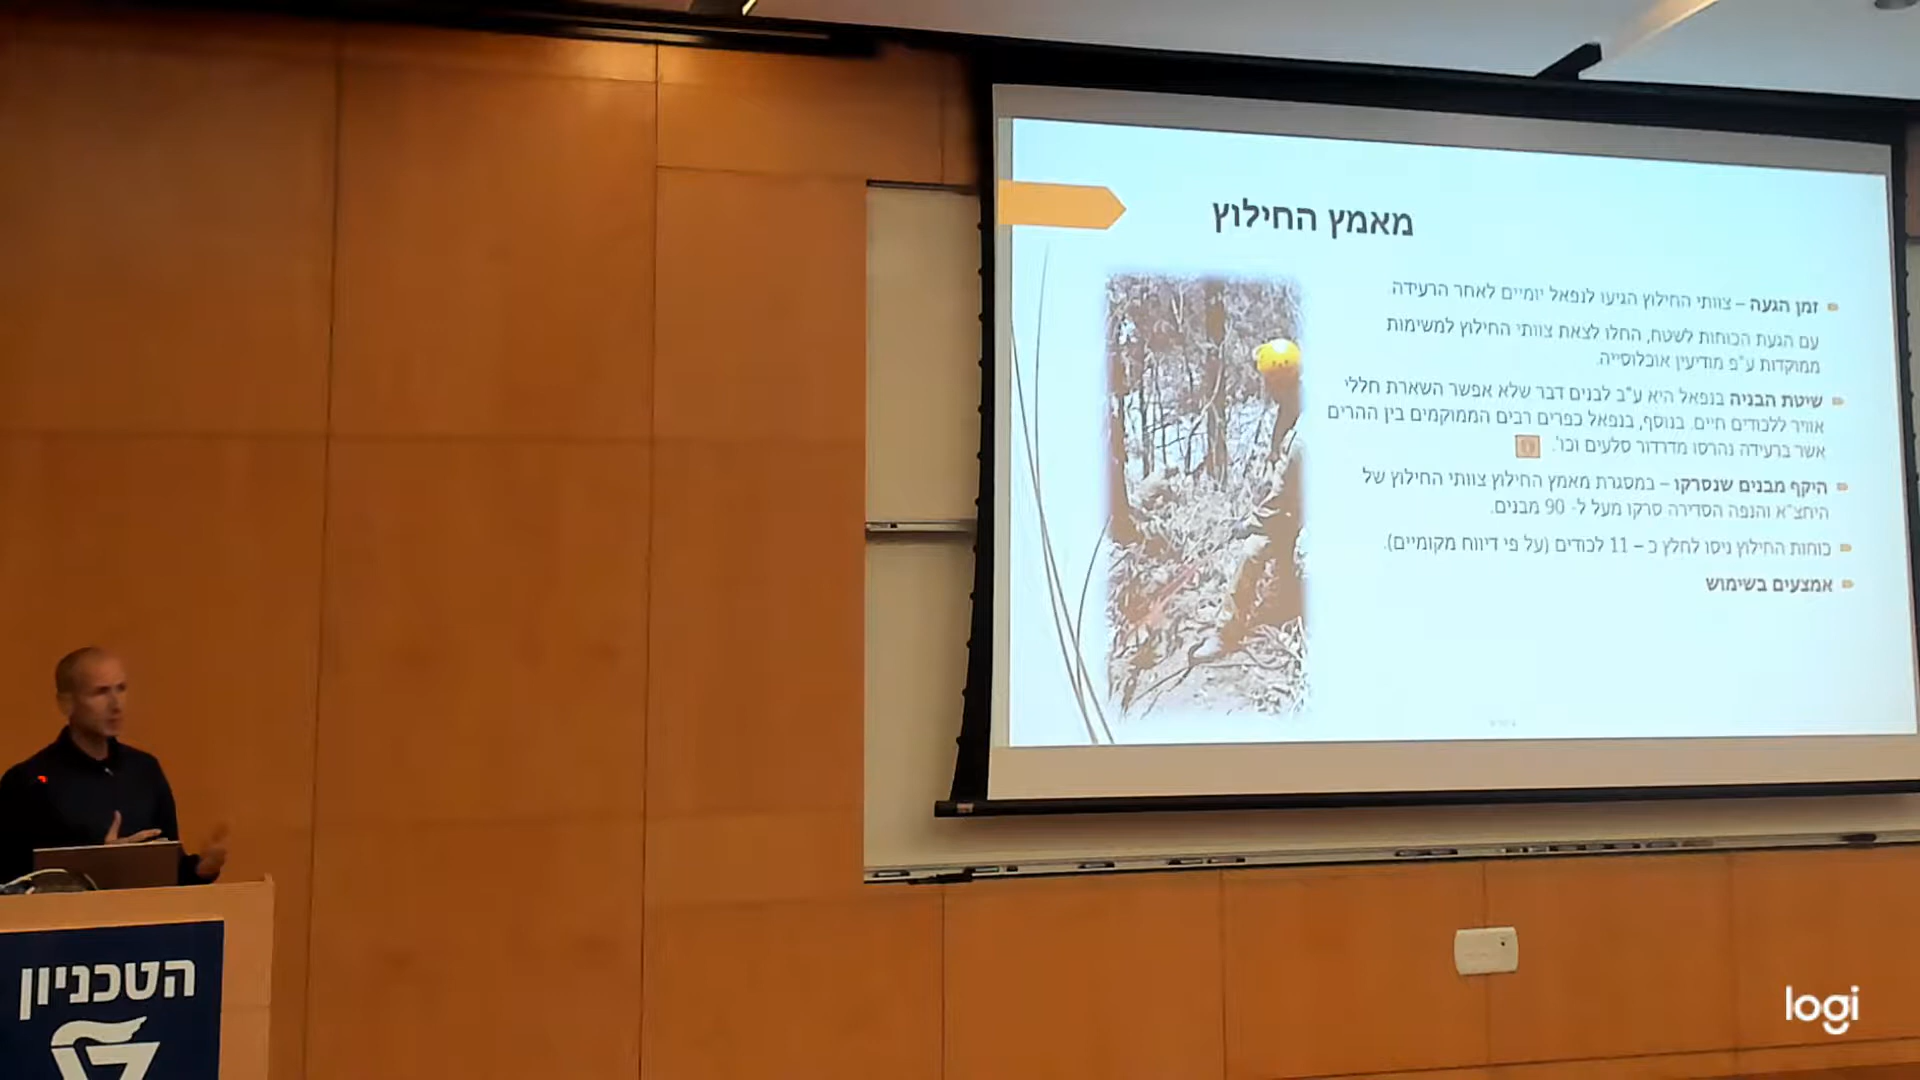 מאמץ החילוץ
זמן הגעה – צוותי החילוץ הגיעו לנפאל יומיים לאחר הרעידה.
עם הגעת הכוחות לשטח, החלו לצאת צוותי החילוץ למשימות
ממוקדות ע"פ מודיעין אוכלוסייה.
שיטת הבניה בנפאל היא ע"ב לבנים דבר שלא אפשר השארת חללי
אוויר ללכודים חיים. בנוסף, בנפאל כפרים רבים הממוקמים בין ההרים
אשר ברעידה נהרסו מדרדור סלעים וכו'.
היקף מבנים שנסרקו – במסגרת מאמץ החילוץ צוותי החילוץ של
היחצ"א והנפה הסדירה סרקו מעל ל- 90 מבנים.
כוחות החילוץ ניסו לחלץ כ – 11 לכודים (על פי דיווח מקומיים).
אמצעים בשימוש
הטכניון
logi